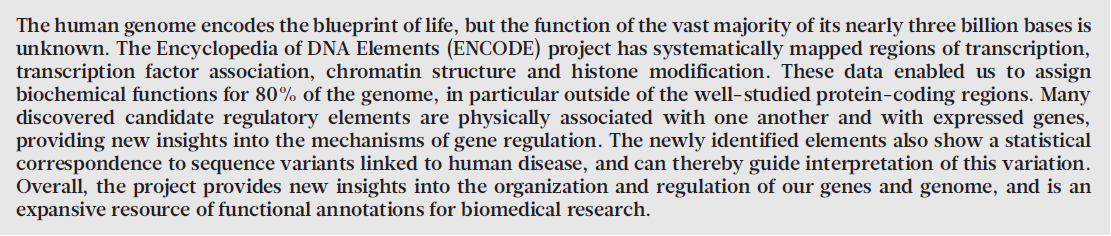 The human genome encodes the blueprint of life, but the function of the vast majority of its nearly three billion bases is
unknown. The Encyclopedia of DNA Elements (ENCODE) project has systematically mapped regions of transcription,
transcription factor association, chromatin structure and histone modification. These data enabled us to assign
biochemical functions for 80% of the genome, in particular outside of the well-studied protein-coding regions. Many
discovered candidate regulatory elements are physically associated with one another and with expressed genes,
providing new insights into the mechanisms of gene regulation. The newly identified elements also show a statistical
correspondence to sequence variants linked to human disease, and can thereby guide interpretation of this variation.
Overall, the project provides new insights into the organization and regulation of our genes and genome, and is an
expansive resource of functional annotations for biomedical research.